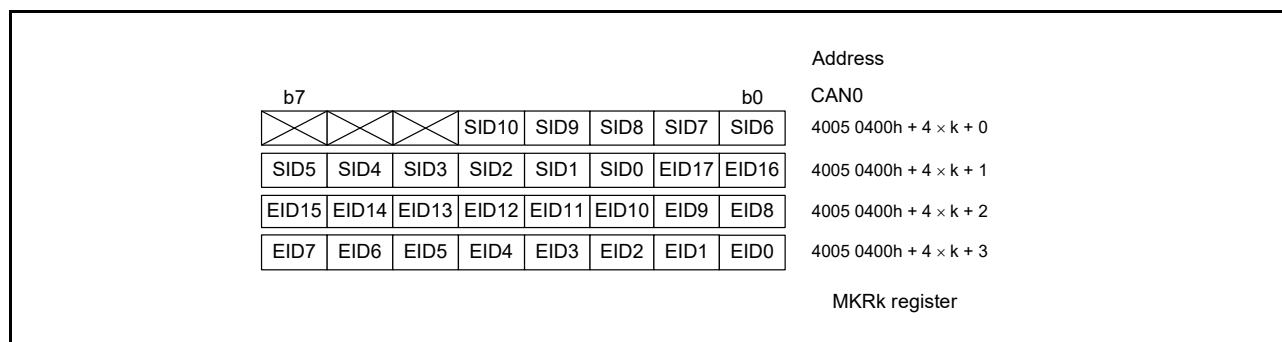 Address
b7 b0 CAN0
SID10 SID9 SID8 SID7 SID6 4005 0400h + 4 × k + 0
SID5 SID4 SID3 SID2 SID1 SID0 EID17 EID16 4005 0400h + 4 × k + 1
EID15 EID14 EID13 EID12 EID11 EID10 EID9 EID8 4005 0400h + 4 × k + 2
EID7 EID6 EID5 EID4 EID3 EID2 EID1 EID0 4005 0400h + 4 × k + 3
MKRk register